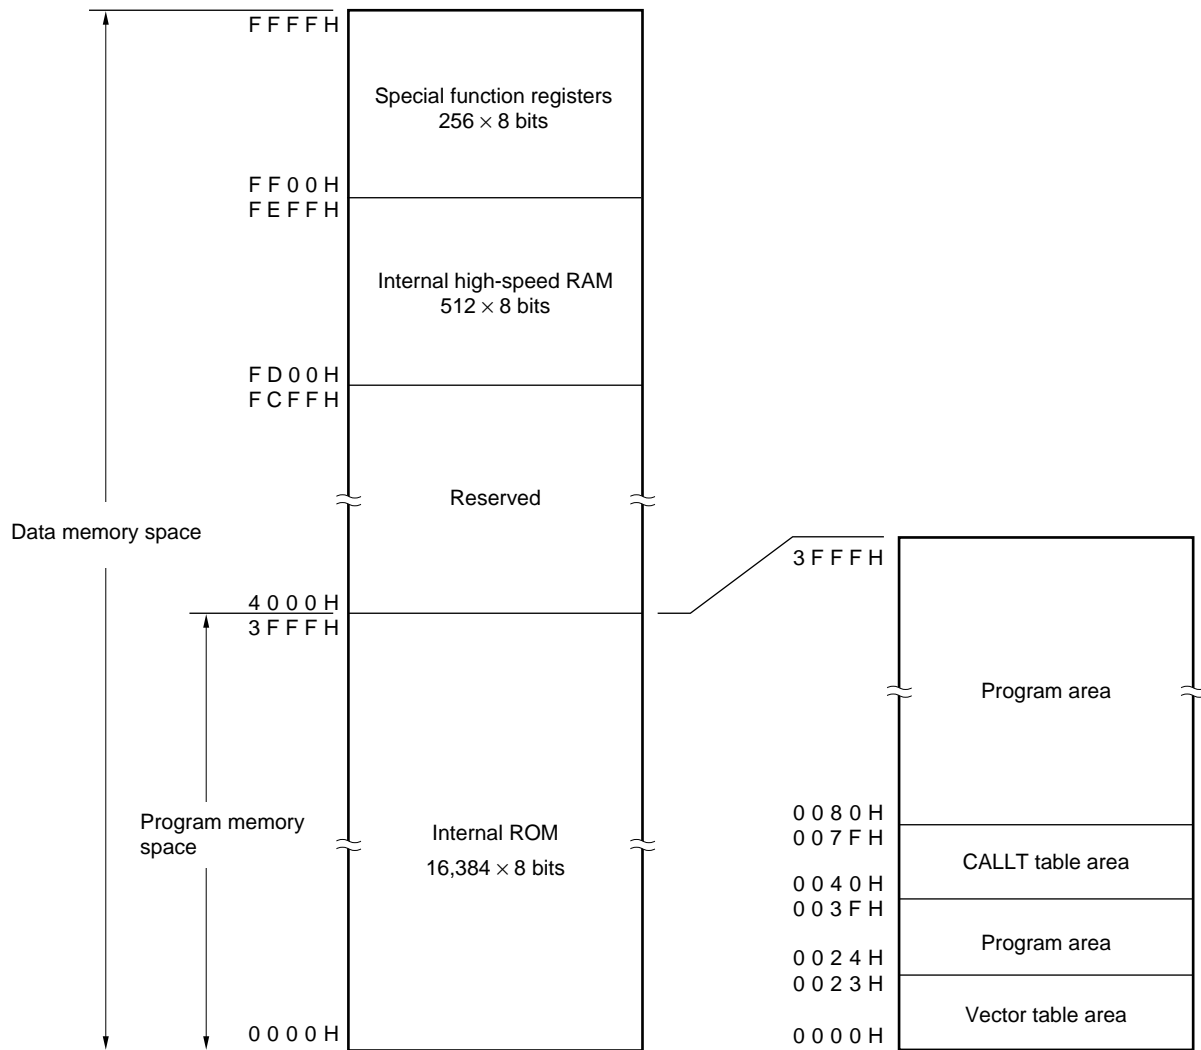 FFFFH
Special function registers
256 × 8 bits
FF00H
FEFFH
Internal high-speed RAM
512 × 8 bits
FD00H
FCFFH
Reserved
Data memory space
4000H
3FFFH
Program memory
space
Internal ROM
16,384 × 8 bits
0000H
3FFFH
Program area
0080H
007FH
CALLT table area
0040H
003FH
Program area
0024H
0023H
Vector table area
0000H